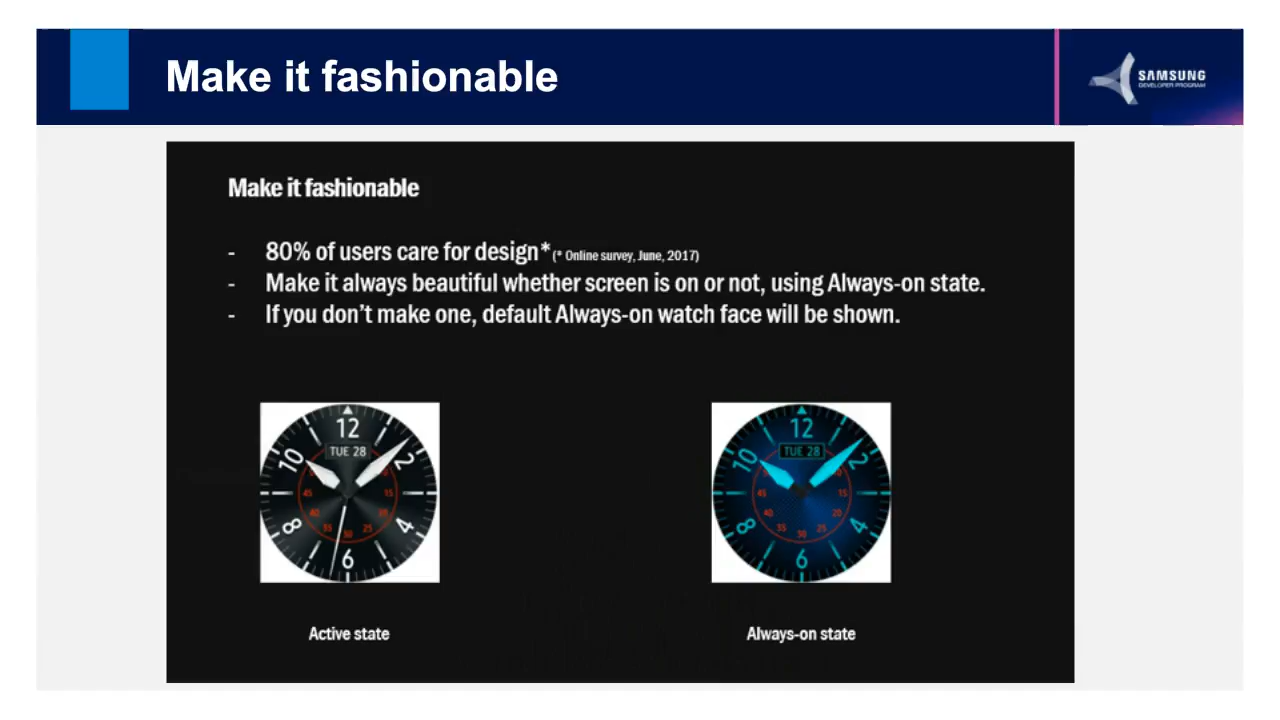 Make it fashionable
SAMSUNG
DEVELOPER PROGRAM
Make it fashionable
- 80% of users care for design* (* Online survey, June, 2017)
- Make it always beautiful whether screen is on or not, using Always-on state.
- If you don't make one, default Always-on watch face will be shown.
12
TUE 28
10
2
45
15
40
20
8
35
30
25
4
6
12
TUE 28
10
2
45
15
40
20
8
35
30
25
4
6
Active state
Always-on state